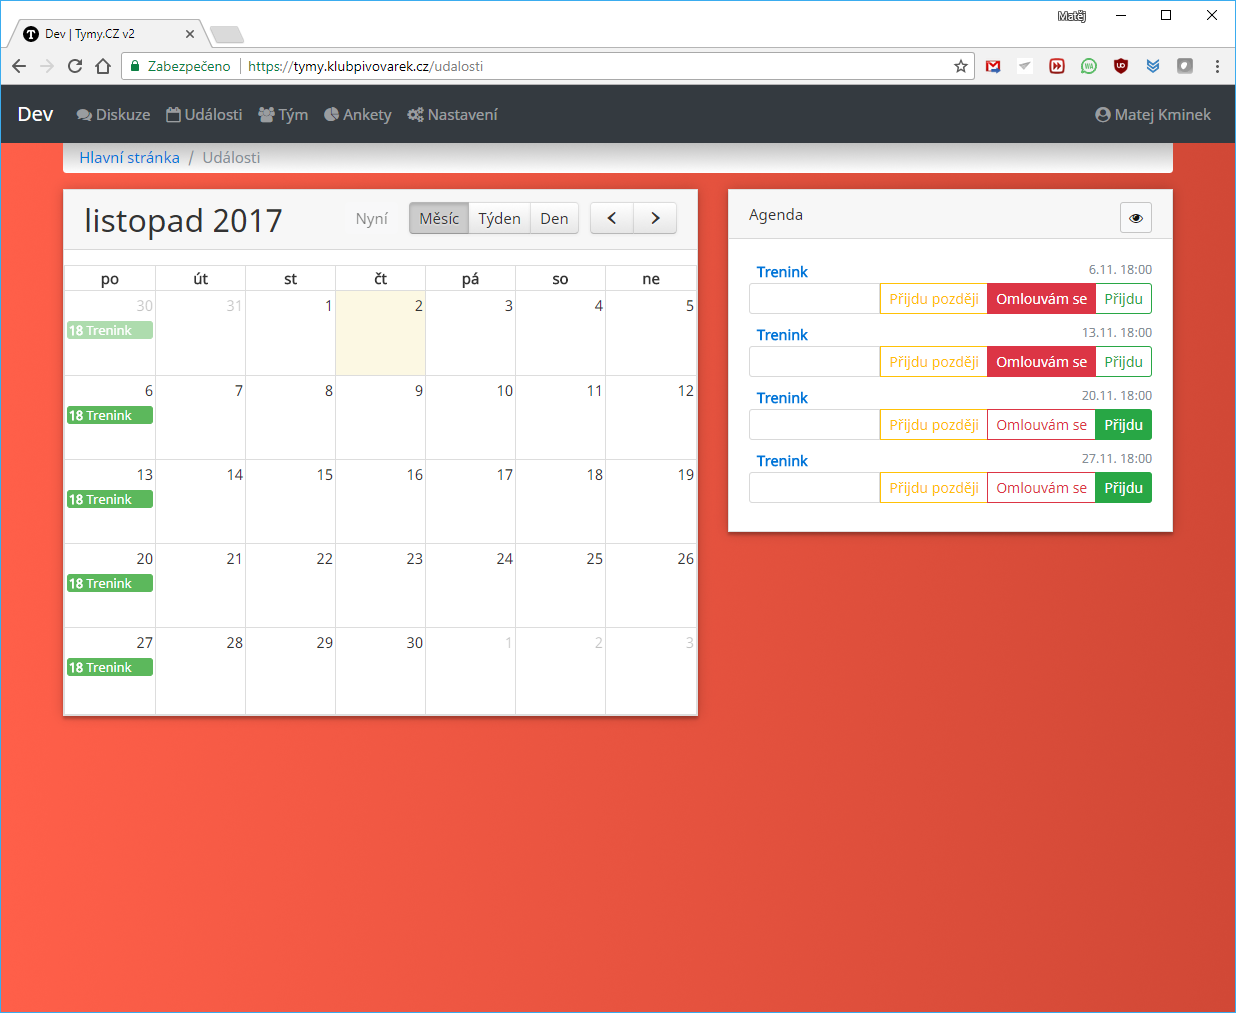 Matěj
Dev | Tymy.CZ v2
Zabezpečeno https://tymy.klubpivovarek.cz/udalosti
Dev Diskuze Události Tým Ankety Nastavení Matej Kminek
Hlavní stránka / Události
listopad 2017 Nyní Měsíc Týden Den
po út st čt pá so ne
30 31 1 2 3 4 5
18 Trenink
6 7 8 9 10 11 12
18 Trenink
13 14 15 16 17 18 19
18 Trenink
20 21 22 23 24 25 26
18 Trenink
27 28 29 30 1 2 3
18 Trenink
Agenda
Trenink 6.11. 18:00
Přijdu později Omlouvám se Přijdu
Trenink 13.11. 18:00
Přijdu později Omlouvám se Přijdu
Trenink 20.11. 18:00
Přijdu později Omlouvám se Přijdu
Trenink 27.11. 18:00
Přijdu později Omlouvám se Přijdu